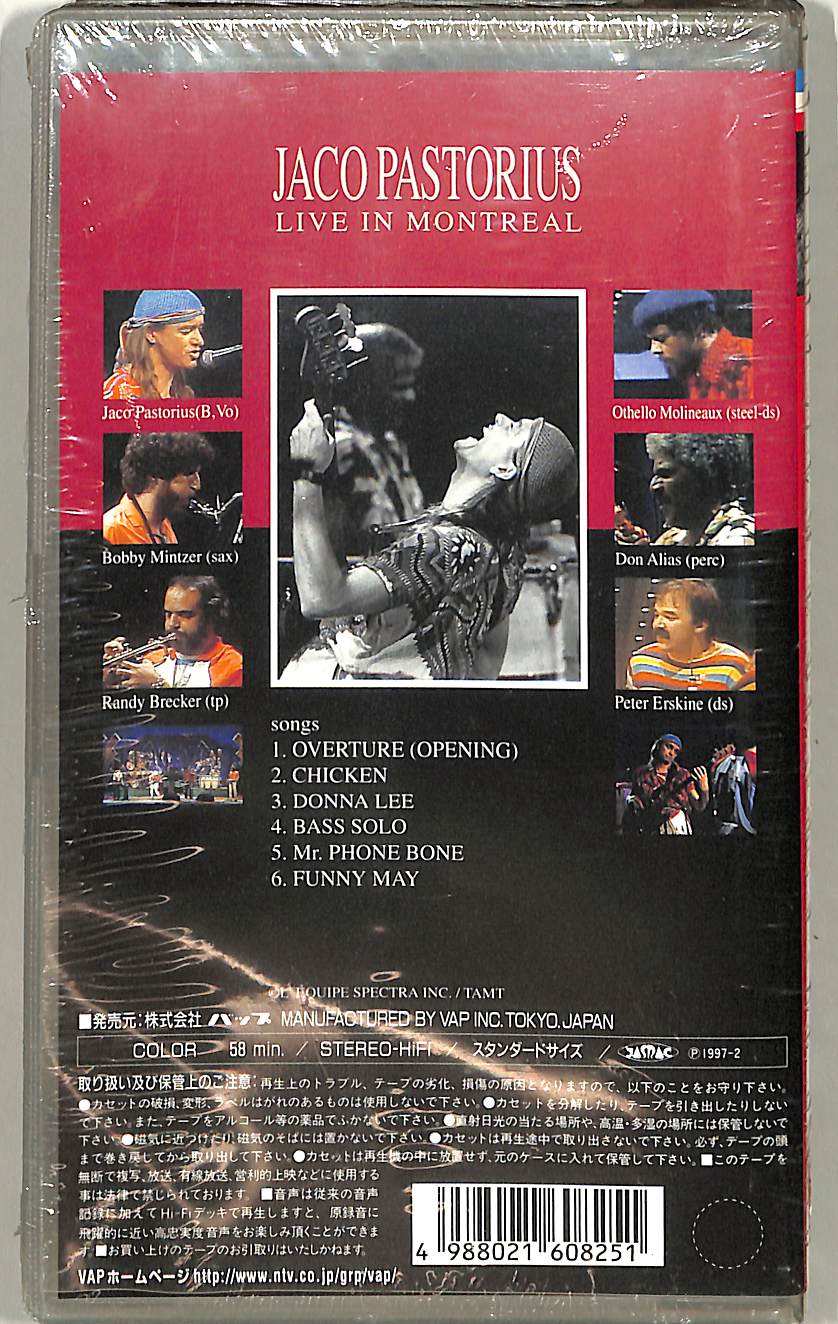 JACO PASTORIUS
LIVE IN MONTREAL
Jaco Pastorius(B,Vo)
Othello Molineaux (steel-ds)
Bobby Mintzer (sax)
Don Alias (perc)
Randy Brecker (tp)
Peter Erskine (ds)
songs
1. OVERTURE (OPENING)
2. CHICKEN
3. DONNA LEE
4. BASS SOLO
5. Mr. PHONE BONE
6. FUNNY MAY
©L'EQUIPE SPECTRA INC. / TAMT
■発売元：株式会社 バップ MANUFACTURED BY VAP INC. TOKYO. JAPAN
COLOR / 58 min. / STEREO-HiFi / スタンダードサイズ / JASRAC Ⓟ1997-2
取り扱い及び保管上のご注意：再生上のトラブル、テープの劣化、損傷の原因となりますので、以下のことをお守り下さい。
●カセットの破損、変形、ラベルはがれのあるものは使用しないで下さい。●カセットを分解したり、テープを引き出したりしない
で下さい。また、テープをアルコール等の薬品でふかないで下さい。●直射日光の当たる場所や、高温・多湿の場所には保管しないで
下さい。●磁気に近づけたり、磁気のそばには置かないで下さい。●カセットは再生途中で取り出さないで下さい。必ず、テープの頭
まで巻き戻してから取り出して下さい。●カセットは再生機の中に放置せず、元のケースに入れて保管して下さい。■このテープを
無断で複写、放送、有線放送、営利的上映などに使用する
事は法律で禁じられております。■音声は従来の音声
記録に加えてHi-Fiデッキで再生しますと、原録音に
飛躍的に近い高忠実度音声をお楽しみ頂くことができま
す。■お買い上げのテープのお引取りはいたしかねます。
VAPホームページhttp://www.ntv.co.jp/grp/vap/
4 988021 608251